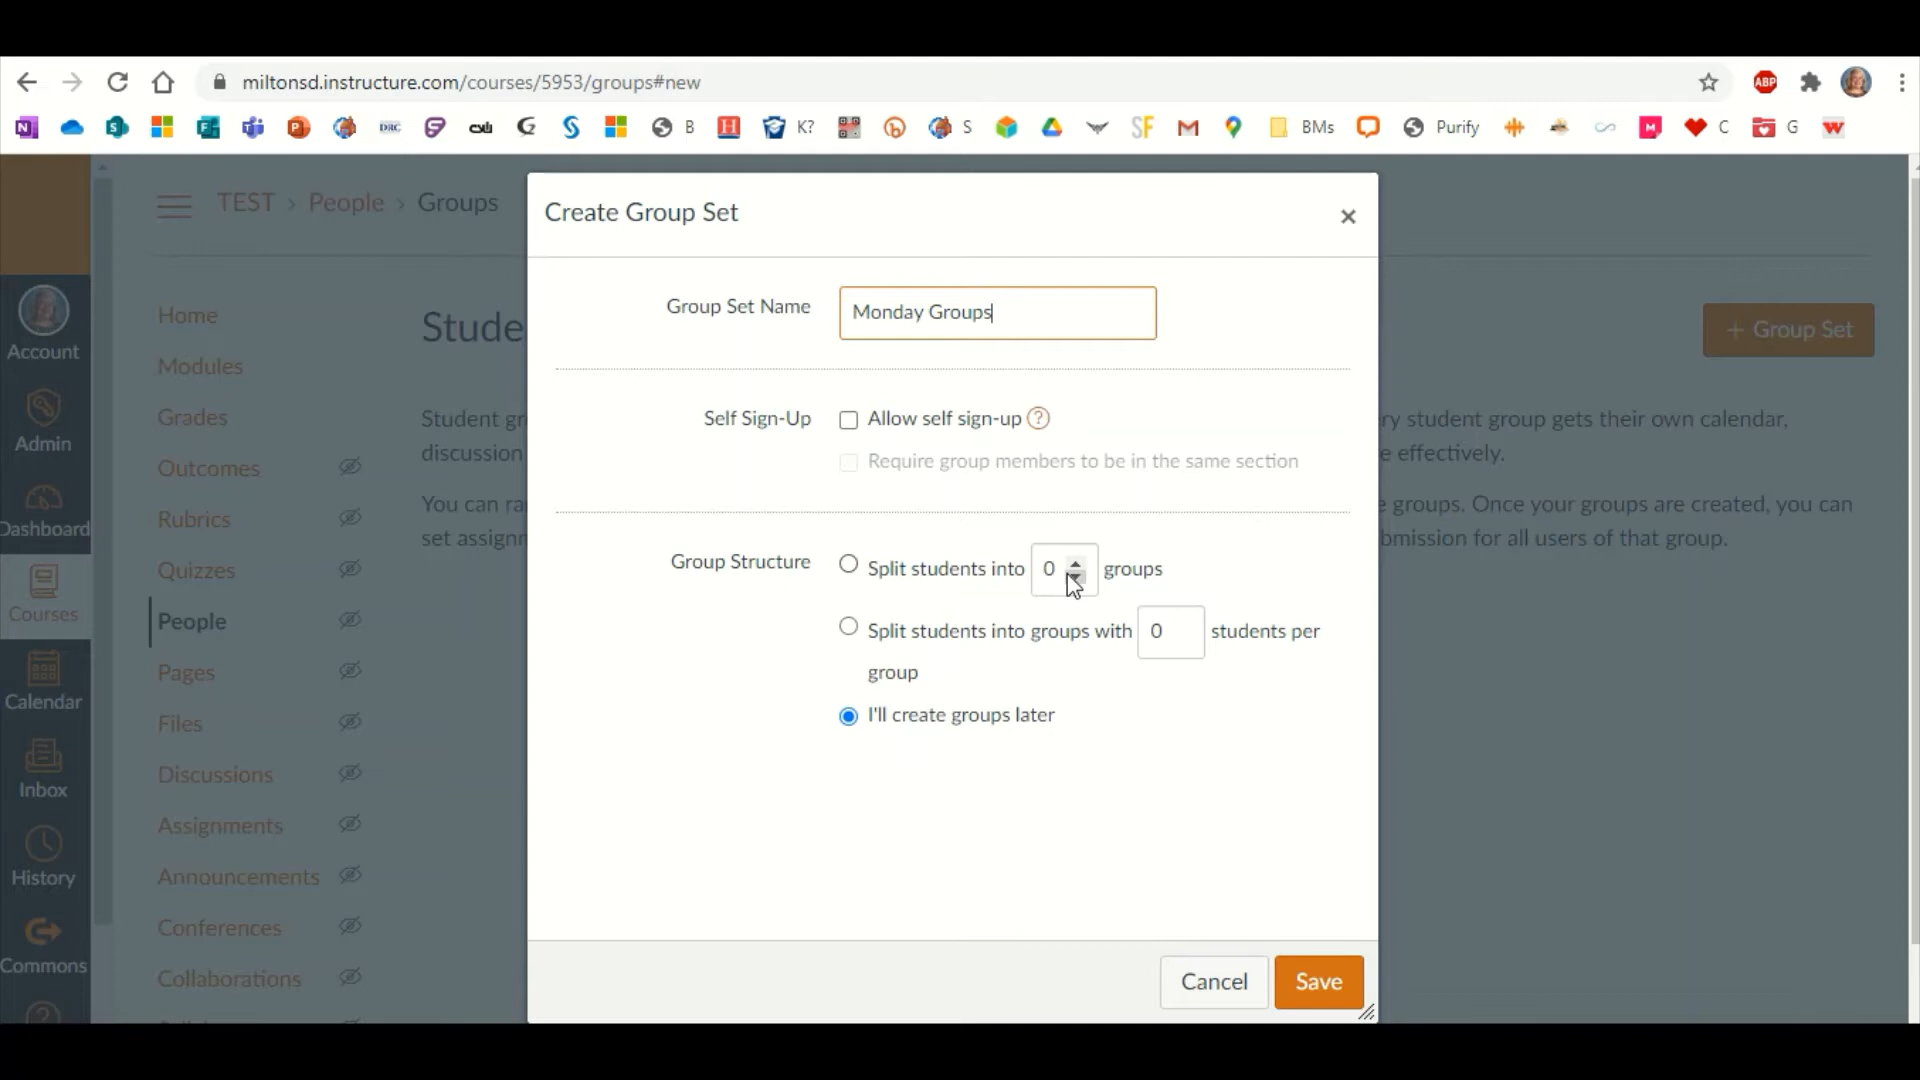 miltonsd.instructure.com/courses/5953/groups#new
ABP
N
S
F
P
DRC
cyu
B
H
K?
S
SF
BMs
Purify
M
C
G
W
TEST > People > Groups
Create Group Set
×
Group Set Name
Monday Groups
Self Sign-Up
Allow self sign-up ?
Require group members to be in the same section
Group Structure
Split students into 0 groups
Split students into groups with 0 students per
group
I'll create groups later
Cancel
Save
Account
Admin
Dashboard
Courses
Calendar
Inbox
History
Commons
Home
Modules
Grades
Outcomes
Rubrics
Quizzes
People
Pages
Files
Discussions
Assignments
Announcements
Conferences
Collaborations
Stude
+ Group Set
Student gr
ry student group gets their own calendar,
discussion
e effectively.
You can ra
e groups. Once your groups are created, you can
set assignm
bmission for all users of that group.